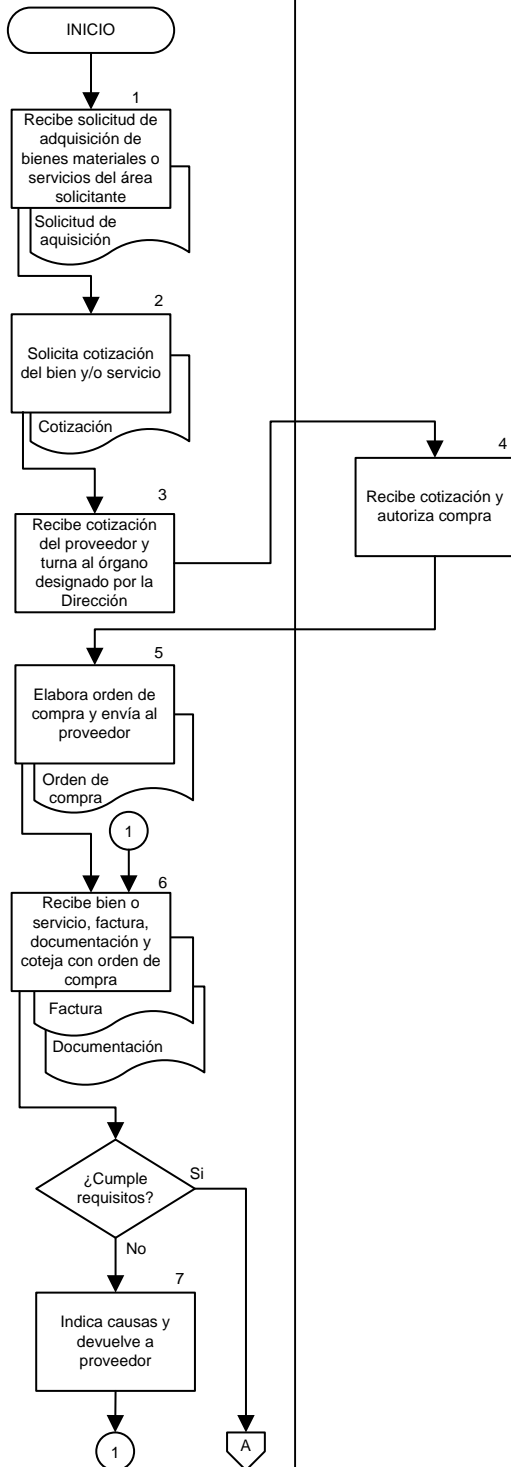 INICIO
1
Recibe solicitud de
adquisición de
bienes materiales o
servicios del área
solicitante
Solicitud de
aquisición
2
Solicita cotización
del bien y/o servicio
Cotización
3
Recibe cotización
del proveedor y
turna al órgano
designado por la
Dirección
4
Recibe cotización y
autoriza compra
5
Elabora orden de
compra y envía al
proveedor
Orden de
compra
1
6
Recibe bien o
servicio, factura,
documentación y
coteja con orden de
compra
Factura
Documentación
¿Cumple
requisitos?
Si
No
7
Indica causas y
devuelve a
proveedor
1
A